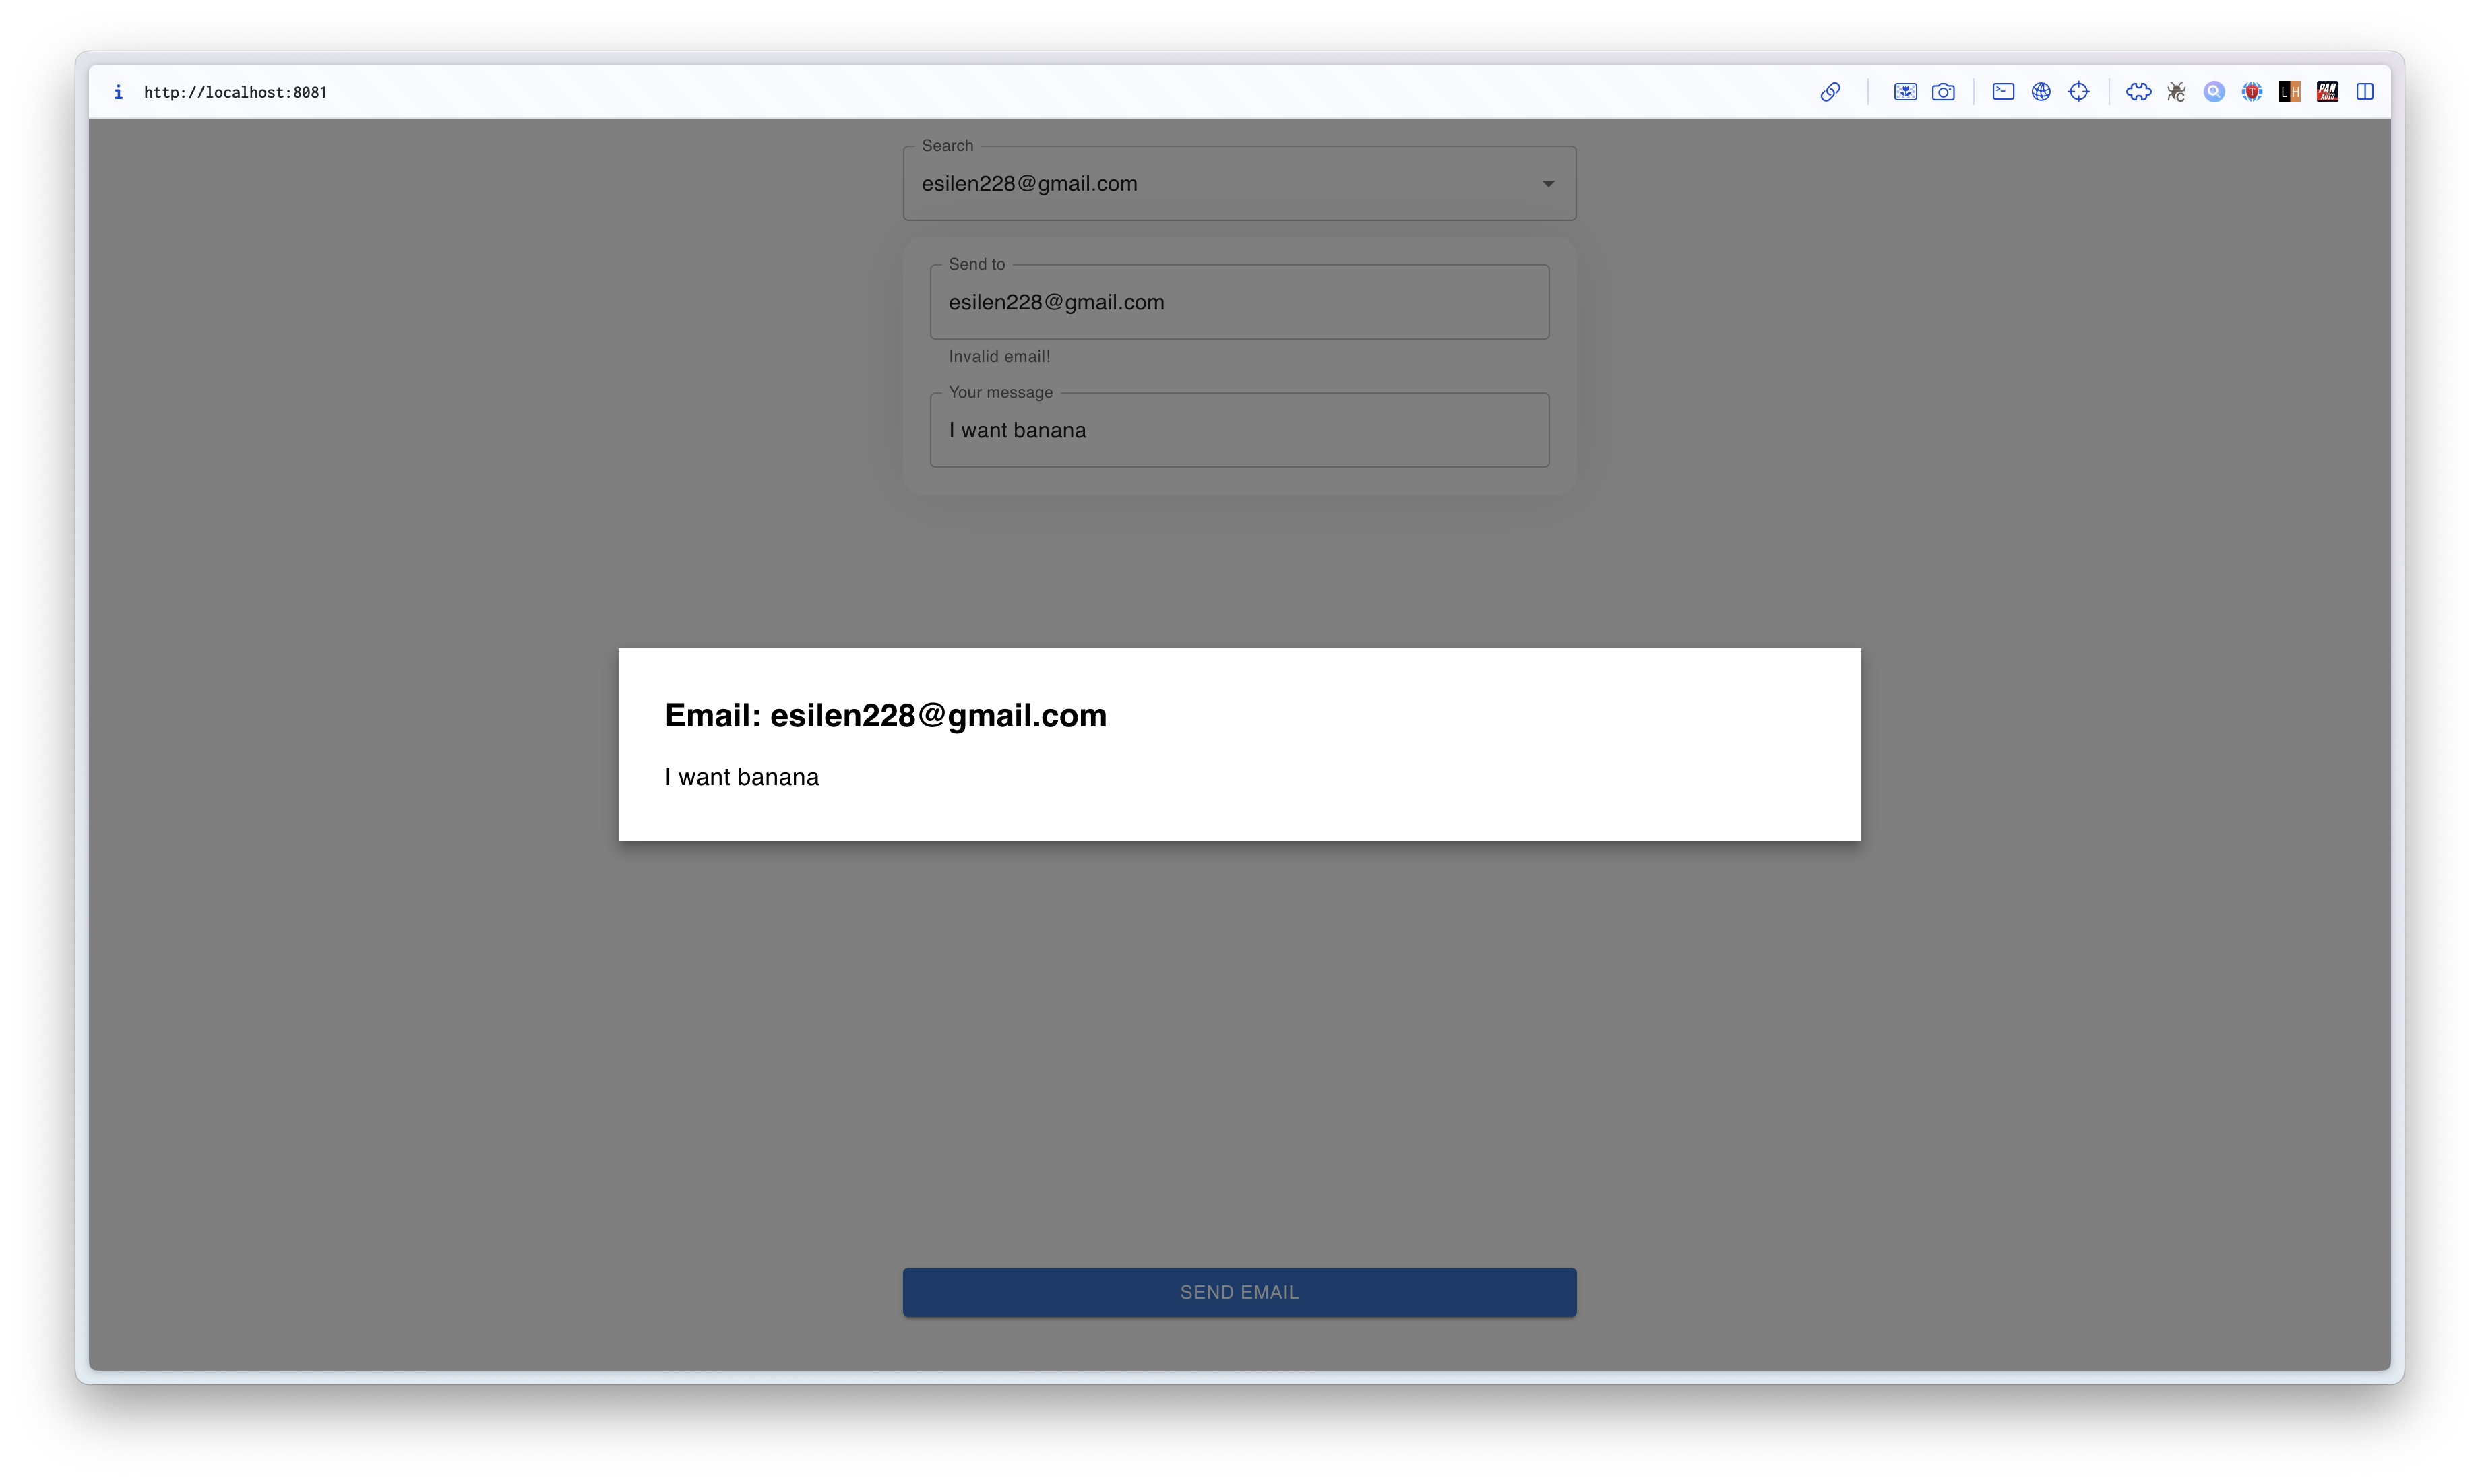 http://localhost:8081
Search
esilen228@gmail.com
Send to
esilen228@gmail.com
Invalid email!
Your message
I want banana
Email: esilen228@gmail.com
I want banana
SEND EMAIL